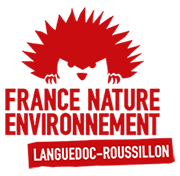 FRANCE NATURE
ENVIRONNEMENT
LANGUEDOC-ROUSSILLON